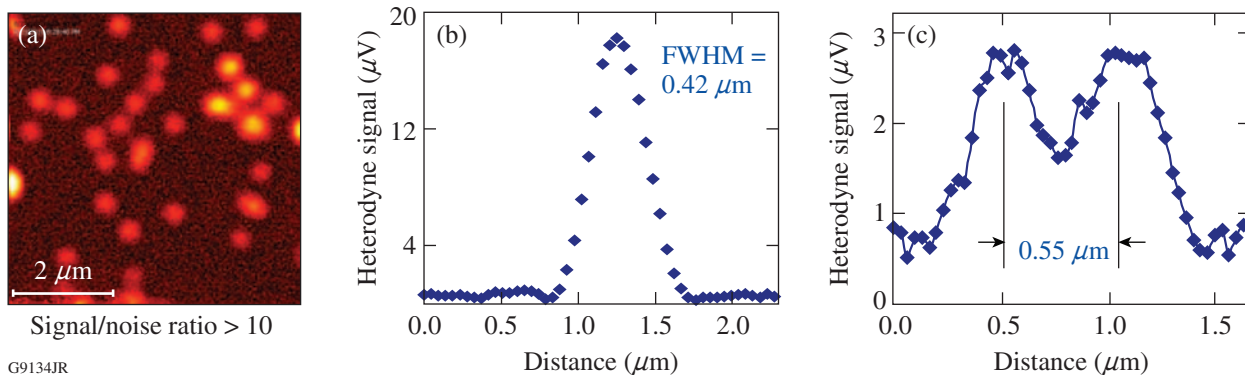 (a)
2 μm
Signal/noise ratio > 10
G9134JR
(b)
Heterodyne signal (μV)
20
12
4
FWHM =
0.42 μm
0.0 0.5 1.0 1.5 2.0
Distance (μm)
(c)
Heterodyne signal (μV)
3
2
1
0
0.55 μm
0.0 0.5 1.0 1.5
Distance (μm)